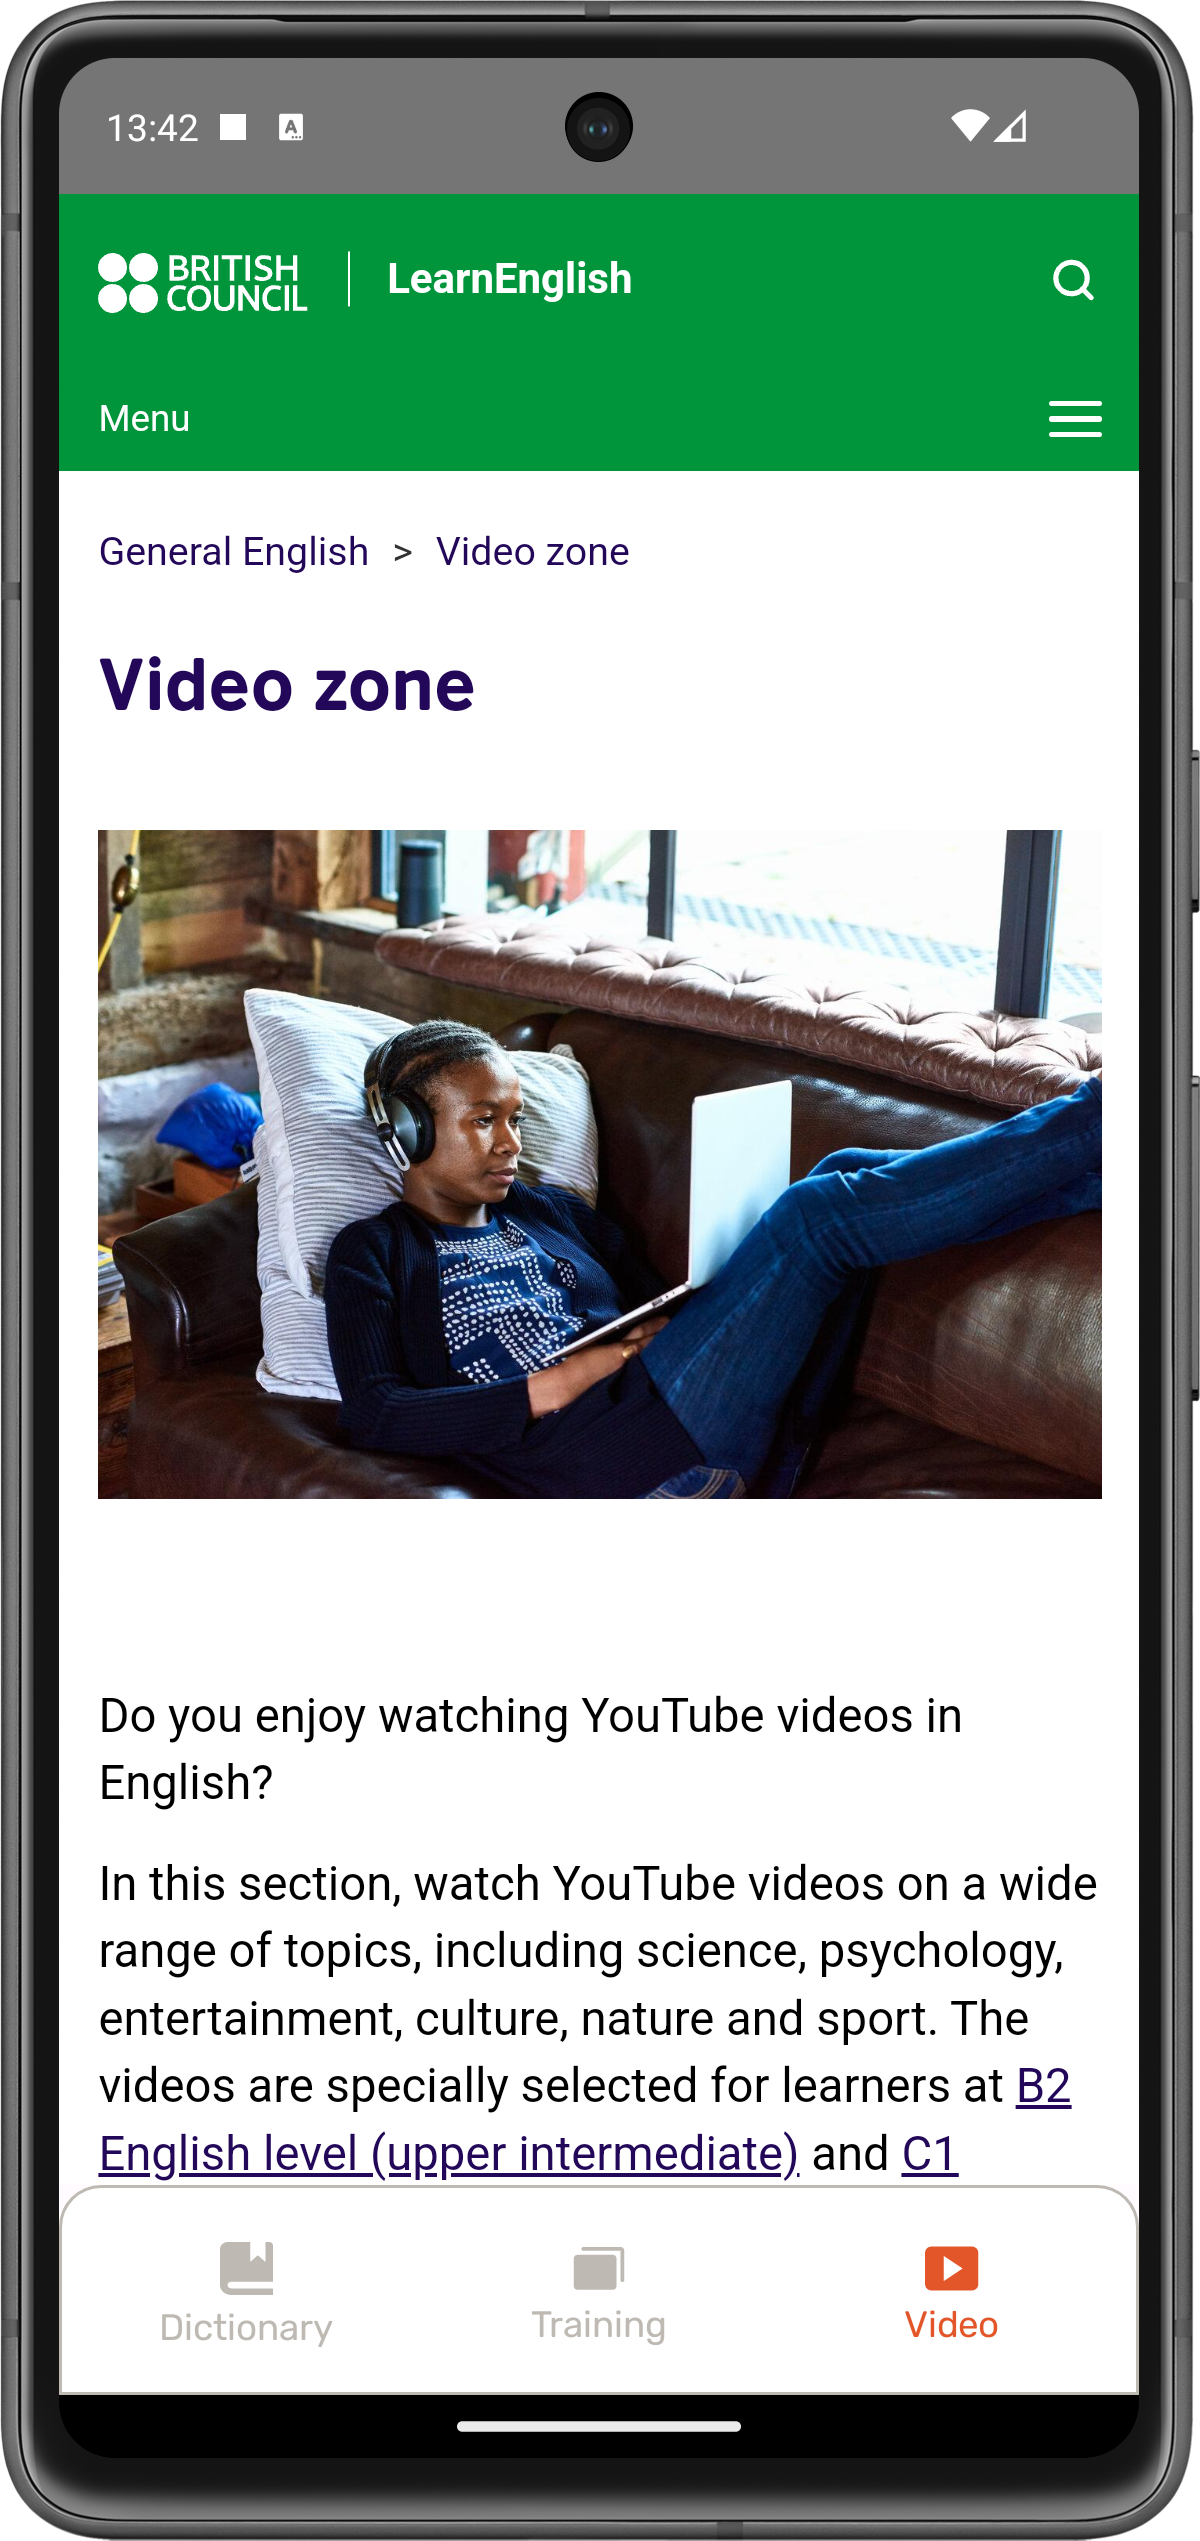 13:42
BRITISH
COUNCIL
LearnEnglish
Menu
General English > Video zone
Video zone
Do you enjoy watching YouTube videos in
English?
In this section, watch YouTube videos on a wide
range of topics, including science, psychology,
entertainment, culture, nature and sport. The
videos are specially selected for learners at B2
English level (upper intermediate) and C1
Dictionary
Training
Video